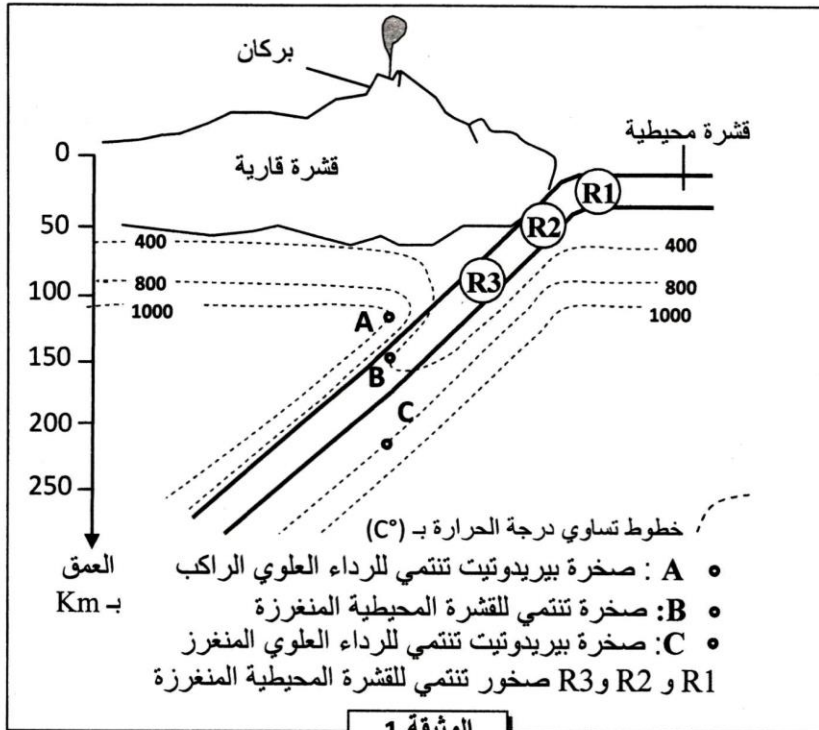 بركان
قشرة محيطية
قشرة قارية
0
50
100
150
200
250
العمق
بـ Km
400
800
1000
400
800
1000
R1
R2
R3
A
B
C
خطوط تساوي درجة الحرارة بـ (C°)
A : صخرة بيريدوتيت تنتمي للرداء العلوي الراكب
B: صخرة تنتمي للقشرة المحيطية المنغرزة
C: صخرة بيريدوتيت تنتمي للرداء العلوي المنغرز
R1 و R2 وR3 صخور تنتمي للقشرة المحيطية المنغرزة
الوثيقة 1